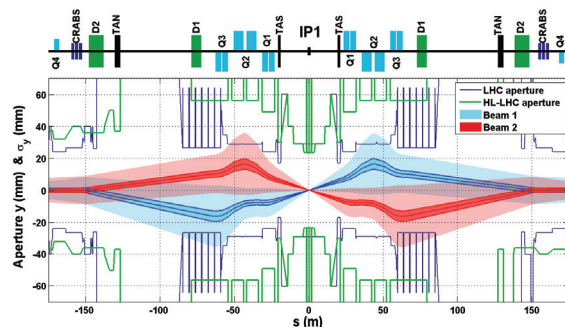 Q4 CRABS D2 TAN D1 Q3 Q2 Q1 TAS IP1 TAS Q1 Q2 Q3 D1 TAN D2 CRABS Q4
LHC aperture
HL-LHC aperture
Beam 1
Beam 2
Aperture y (mm) & σy (mm)
60
40
20
0
-20
-40
-60
-150 -100 -50 0 50 100 150
s (m)